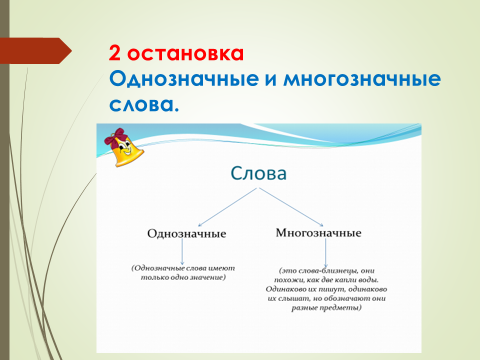 2 остановка
Однозначные и многозначные
слова.
Слова
Однозначные
Многозначные
(Однозначные слова имеют
только одно значение)
(это слова-близнецы, они
похожи, как две капли воды.
Одинаково их пишут, одинаково
их слышат, но обозначают они
разные предметы)